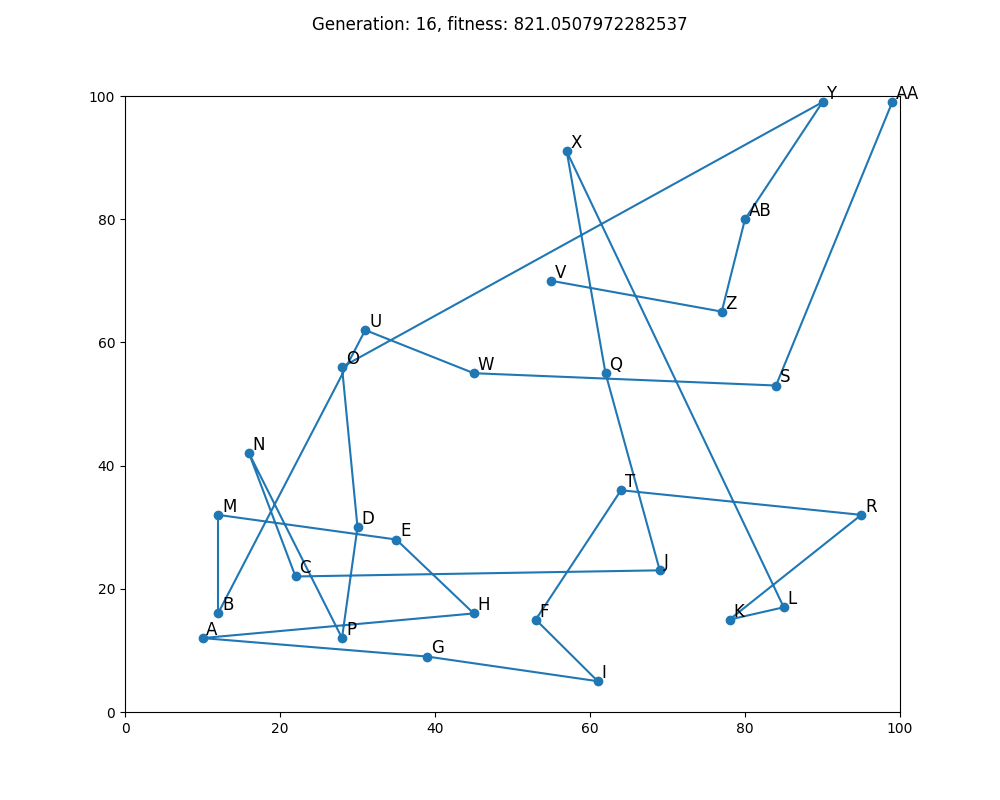 Generation: 16, fitness: 821.0507972282537
100
Y
AA
X
80
AB
V
Z
60
U
O
W
Q
S
40
N
T
M
R
D
E
20
C
J
B
H
F
K
L
A
P
G
I
0
0 20 40 60 80 100